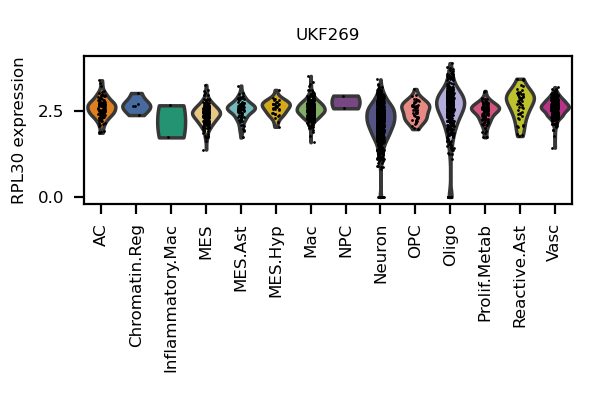 UKF269
RPL30 expression
2.5
0.0
AC
Chromatin.Reg
Inflammatory.Mac
MES
MES.Ast
MES.Hyp
Mac
NPC
Neuron
OPC
Oligo
Prolif.Metab
Reactive.Ast
Vasc